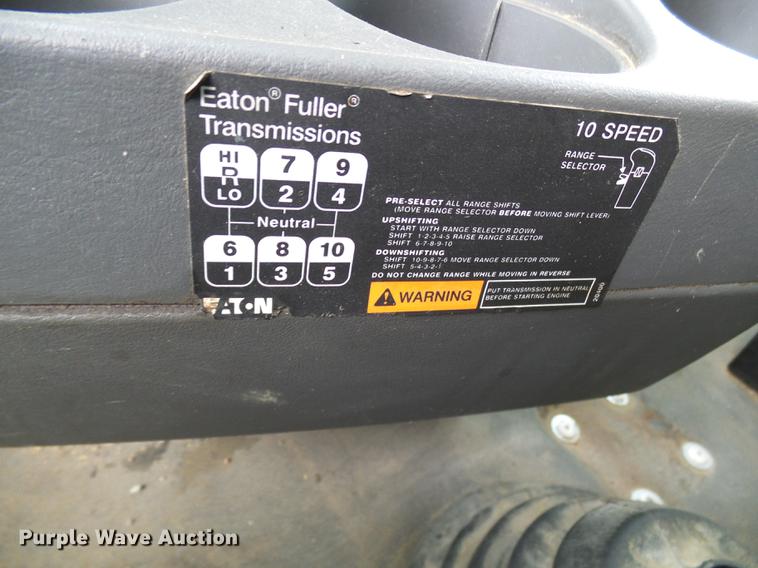 Eaton® Fuller®
Transmissions
10 SPEED
RANGE
SELECTOR
HI
R
LO
7
2
9
4
Neutral
6
1
8
3
10
5
PRE-SELECT ALL RANGE SHIFTS
(MOVE RANGE SELECTOR BEFORE MOVING SHIFT LEVER)
UPSHIFTING
START WITH RANGE SELECTOR DOWN
SHIFT 1-2-3-4-5 RAISE RANGE SELECTOR
SHIFT 6-7-8-9-10
DOWNSHIFTING
SHIFT 10-9-8-7-6 MOVE RANGE SELECTOR DOWN
SHIFT 5-4-3-2-1
DO NOT CHANGE RANGE WHILE MOVING IN REVERSE
WARNING
PUT TRANSMISSION IN NEUTRAL
BEFORE STARTING ENGINE
EATON
Purple Wave Auction